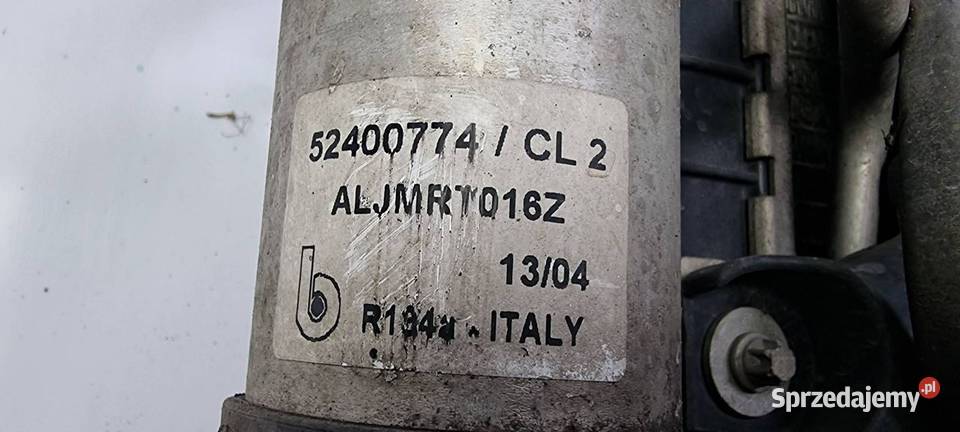 52400774 / CL 2
ALJMRT016Z
13/04
b
R134a . ITALY
Sprzedajemy.pl